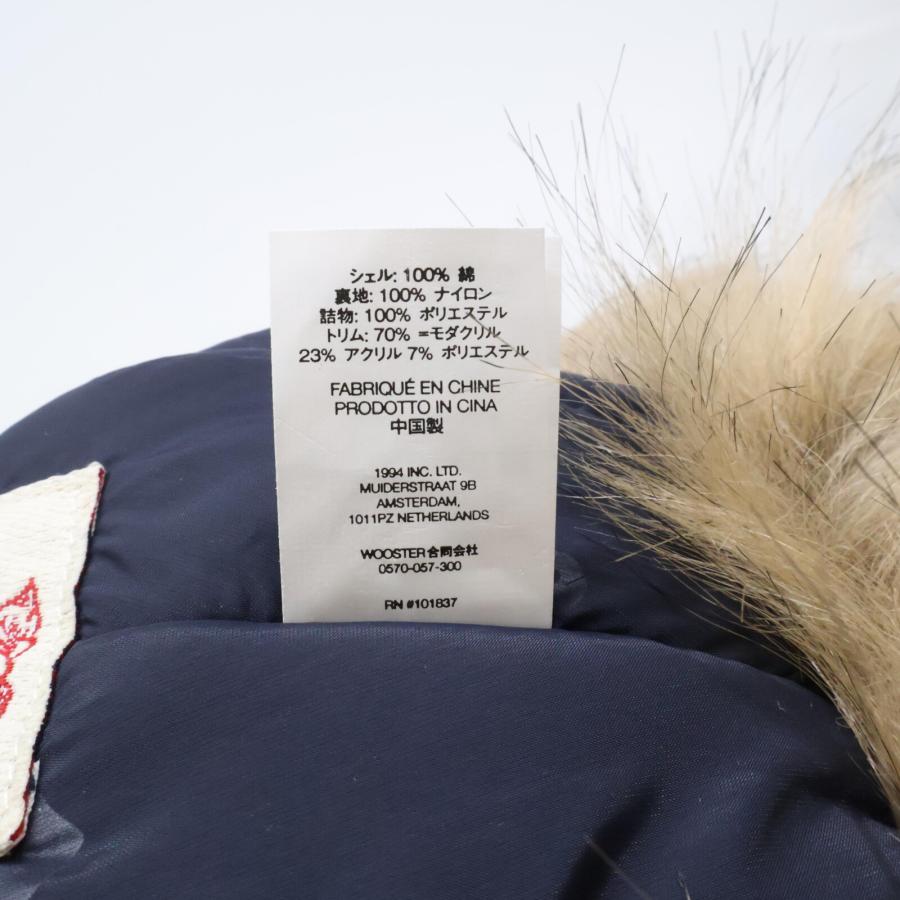 シェル: 100% 綿
裏地: 100% ナイロン
詰物: 100% ポリエステル
トリム: 70% =モダクリル
23% アクリル 7% ポリエステル
FABRIQUÉ EN CHINE
PRODOTTO IN CINA
中国製
1994 INC. LTD.
MUIDERSTRAAT 9B
AMSTERDAM,
1011PZ NETHERLANDS
WOOSTER合同会社
0570-057-300
RN #101837